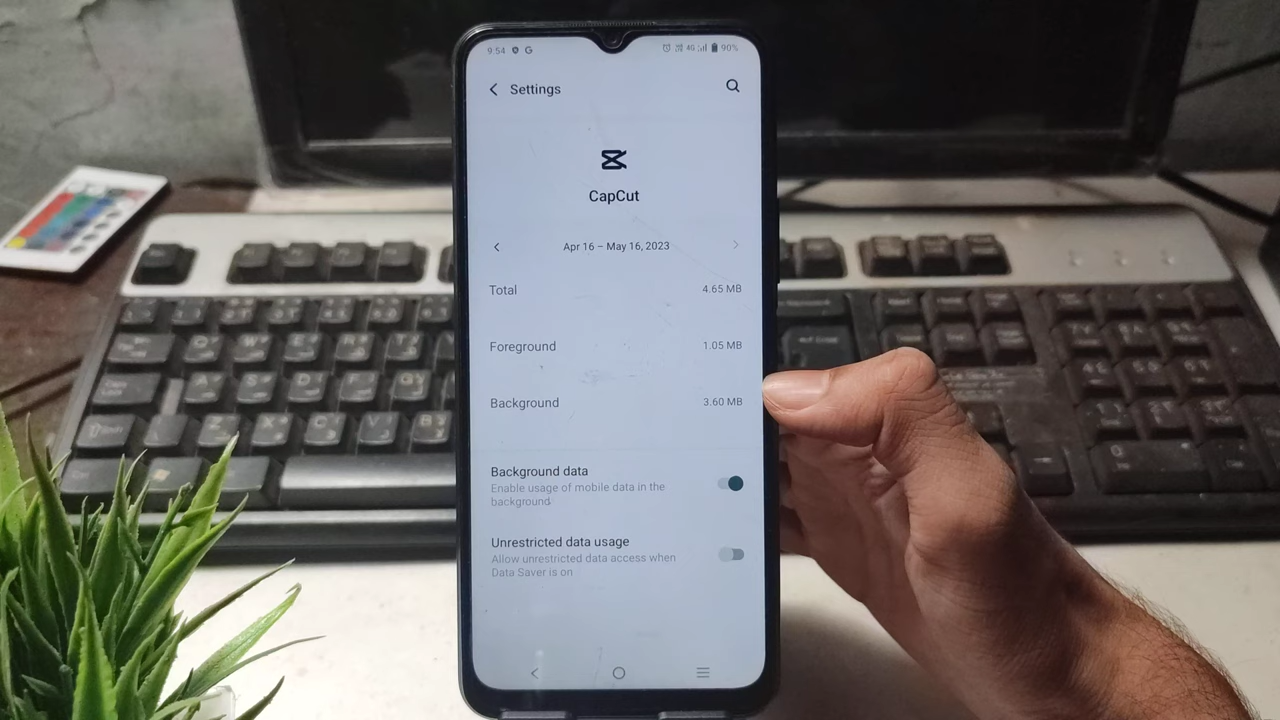 9:54 G 4G 90%
Settings
CapCut
Apr 16 – May 16, 2023
Total 4.65 MB
Foreground 1.05 MB
Background 3.60 MB
Background data
Enable usage of mobile data in the
background
Unrestricted data usage
Allow unrestricted data access when
Data Saver is on